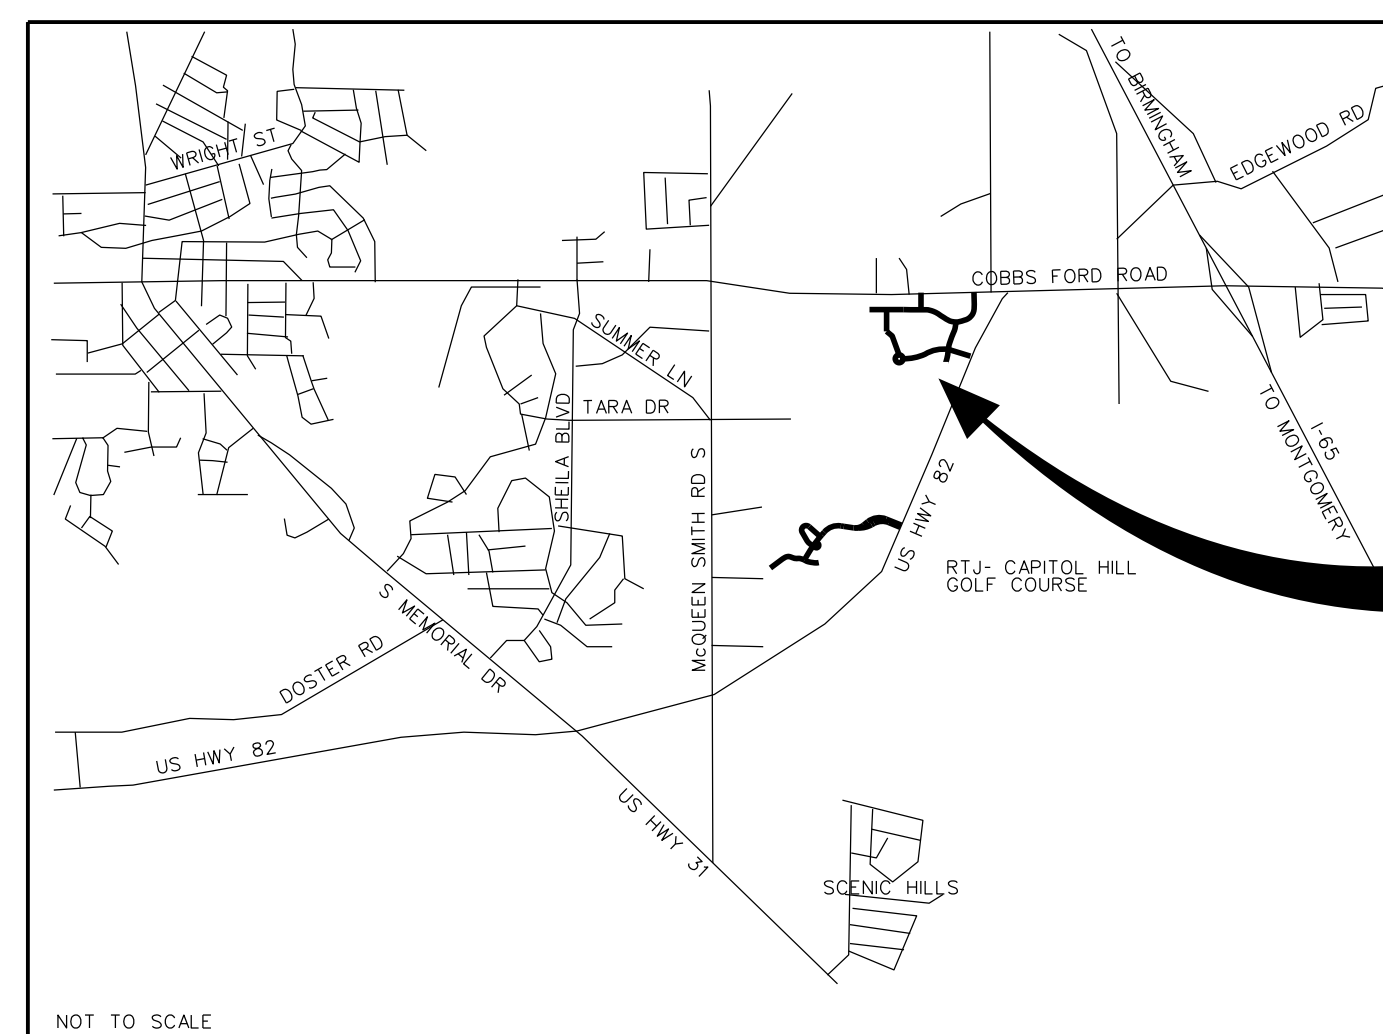 TO BIRMINGHAM
EDGEWOOD RD
WRIGHT ST
COBBS FORD ROAD
SUMMER LN
TARA DR
SHEILA BLVD
McQUEEN SMITH RD S
US HWY 82
I-65
TO MONTGOMERY
RTJ- CAPITOL HILL
GOLF COURSE
S MEMORIAL DR
DOSTER RD
US HWY 82
US HWY 31
SCENIC HILLS
NOT TO SCALE